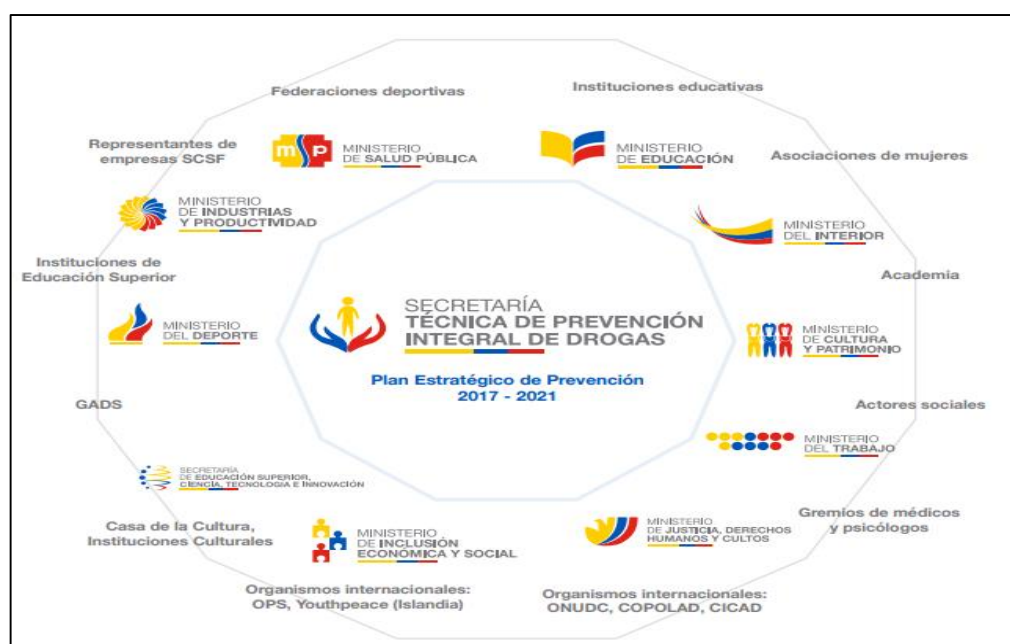 Federaciones deportivas
Instituciones educativas
Representantes de
empresas SCSF
msp
MINISTERIO
DE SALUD PÚBLICA
MINISTERIO
DE EDUCACIÓN
Asociaciones de mujeres
MINISTERIO
DE INDUSTRIAS
Y PRODUCTIVIDAD
MINISTERIO
DEL INTERIOR
Instituciones de
Educación Superior
Academia
MINISTERIO
DEL DEPORTE
SECRETARÍA
TÉCNICA DE PREVENCIÓN
INTEGRAL DE DROGAS
Plan Estratégico de Prevención
2017 - 2021
MINISTERIO
DE CULTURA
Y PATRIMONIO
GADS
Actores sociales
MINISTERIO
DEL TRABAJO
SECRETARÍA
DE EDUCACIÓN SUPERIOR,
CIENCIA, TECNOLOGÍA E INNOVACIÓN
Gremios de médicos
y psicólogos
Casa de la Cultura,
Instituciones Culturales
MINISTERIO
DE INCLUSIÓN
ECONÓMICA Y SOCIAL
MINISTERIO
DE JUSTICIA, DERECHOS
HUMANOS Y CULTOS
Organismos internacionales:
OPS, Youthpeace (Islandia)
Organismos internacionales:
ONUDC, COPOLAD, CICAD